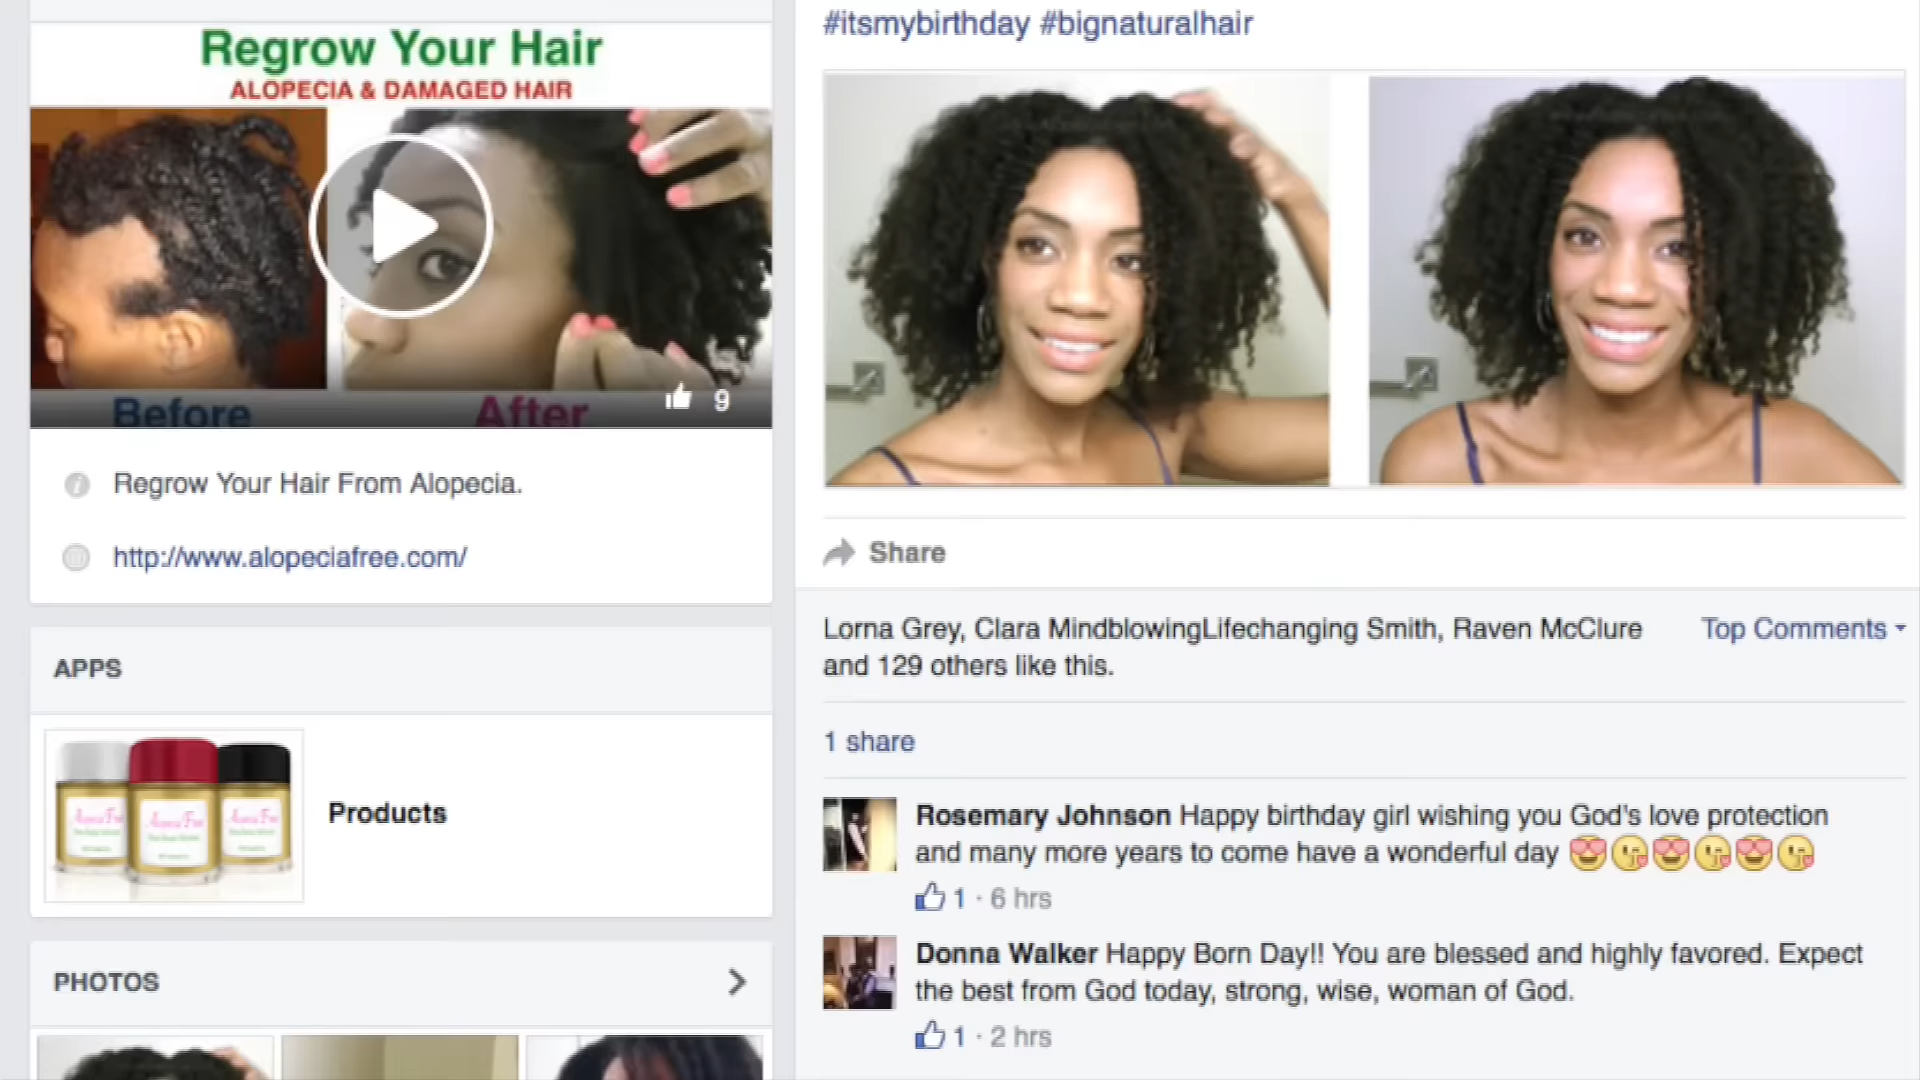 Regrow Your Hair
ALOPECIA & DAMAGED HAIR
Before
After
9
Regrow Your Hair From Alopecia.
http://www.alopeciafree.com/
APPS
Products
PHOTOS
#itsmybirthday #bignaturalhair
Share
Lorna Grey, Clara MindblowingLifechanging Smith, Raven McClure
and 129 others like this.
Top Comments
1 share
Rosemary Johnson Happy birthday girl wishing you God's love protection
and many more years to come have a wonderful day 😍😘😍😘😍😘
1 · 6 hrs
Donna Walker Happy Born Day!! You are blessed and highly favored. Expect
the best from God today, strong, wise, woman of God.
1 · 2 hrs